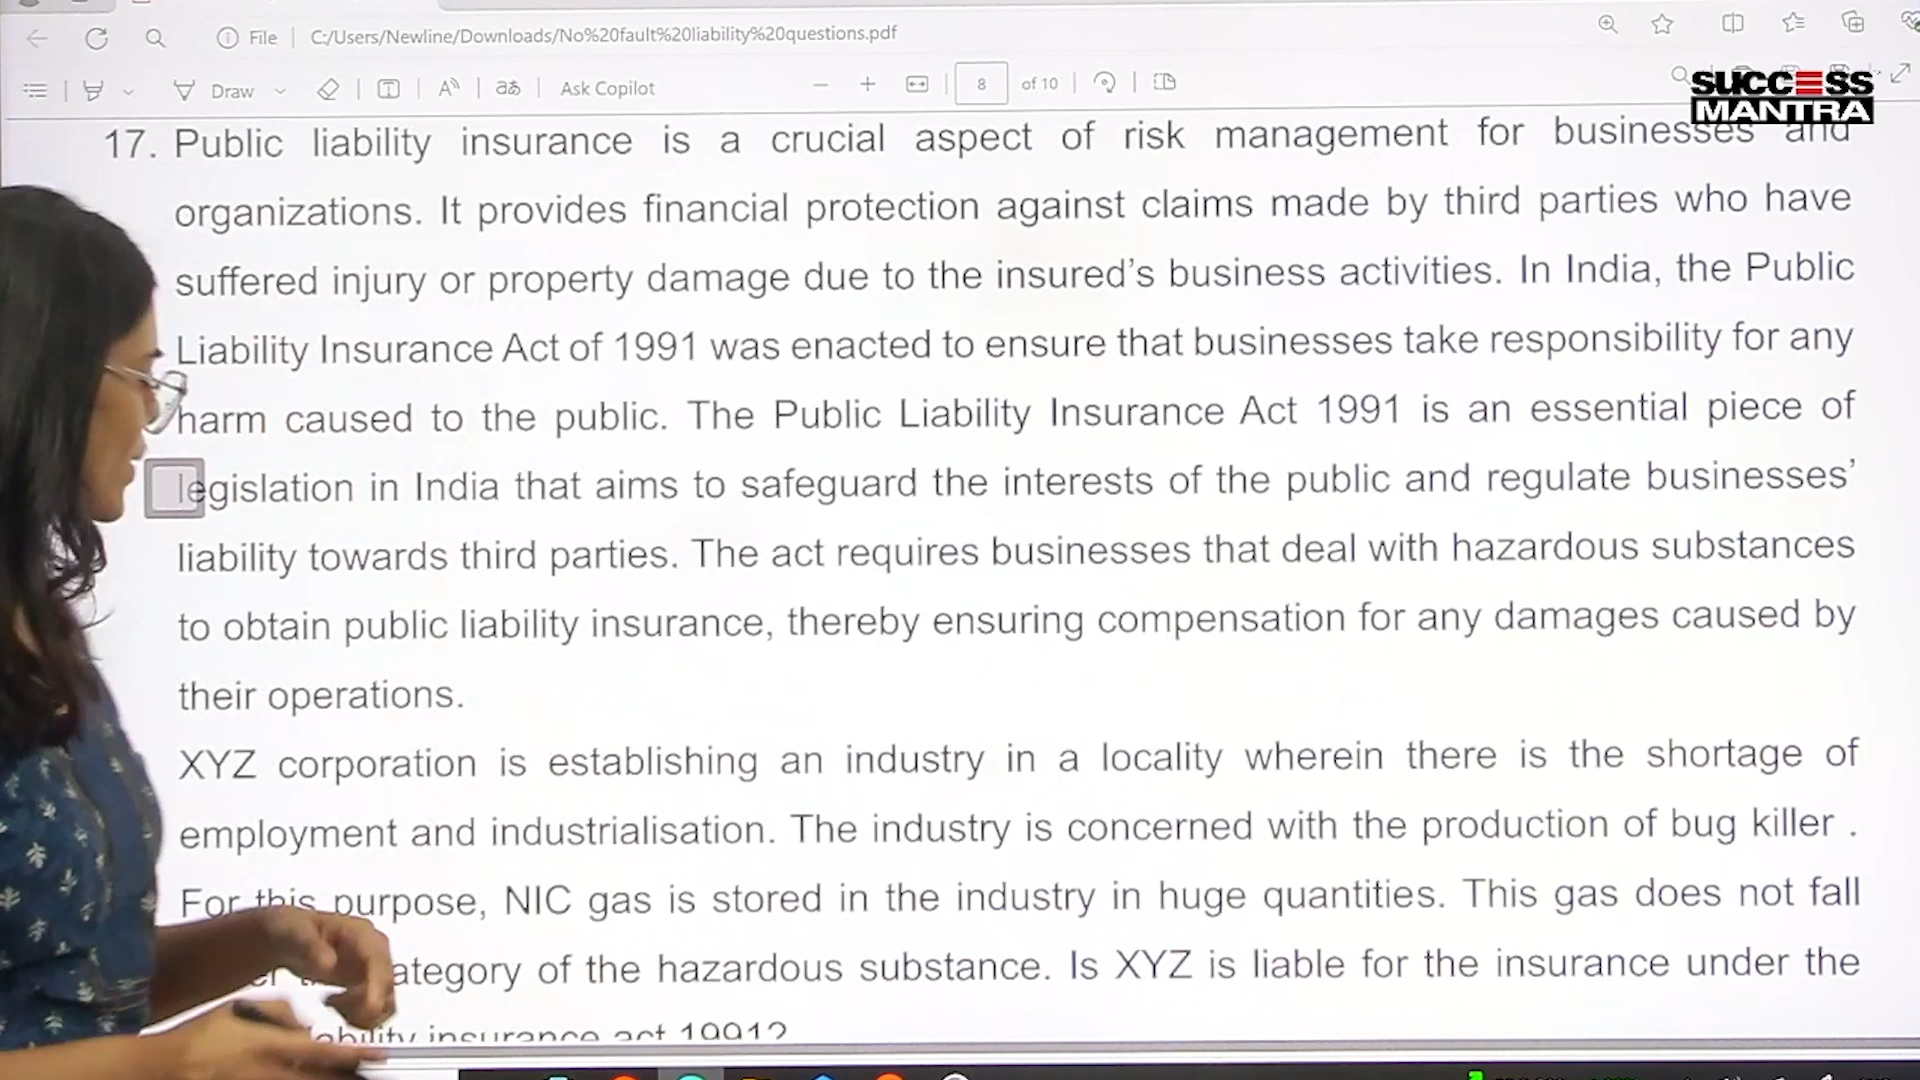 File
C:/Users/Newline/Downloads/No%20fault%20liability%20questions.pdf
Draw
aあ
Ask Copilot
8
of 10
SUCCESS
MANTRA
17. Public liability insurance is a crucial aspect of risk management for businesses and
organizations. It provides financial protection against claims made by third parties who have
suffered injury or property damage due to the insured's business activities. In India, the Public
Liability Insurance Act of 1991 was enacted to ensure that businesses take responsibility for any
harm caused to the public. The Public Liability Insurance Act 1991 is an essential piece of
legislation in India that aims to safeguard the interests of the public and regulate businesses'
liability towards third parties. The act requires businesses that deal with hazardous substances
to obtain public liability insurance, thereby ensuring compensation for any damages caused by
their operations.
XYZ corporation is establishing an industry in a locality wherein there is the shortage of
employment and industrialisation. The industry is concerned with the production of bug killer .
For this purpose, NIC gas is stored in the industry in huge quantities. This gas does not fall
ategory of the hazardous substance. Is XYZ is liable for the insurance under the
ability insurance act 1991?